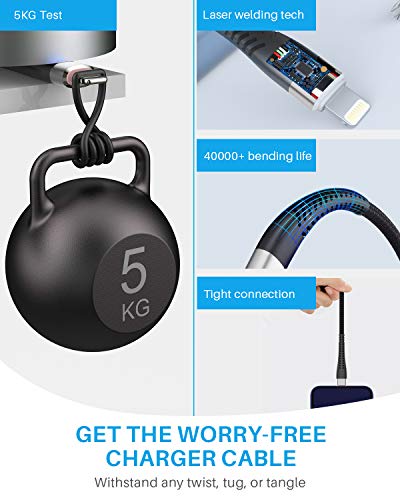 5KG Test
Laser welding tech
40000+ bending life
5
KG
Tight connection
GET THE WORRY-FREE
CHARGER CABLE
Withstand any twist, tug, or tangle